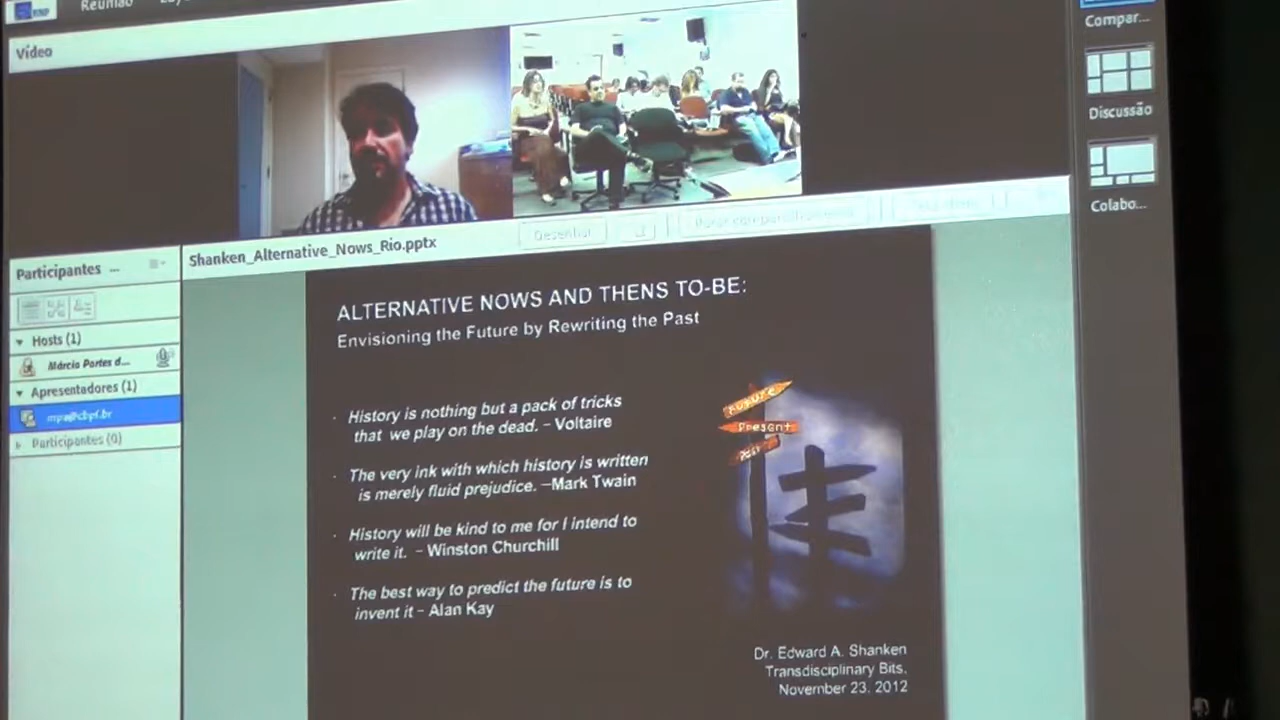 RNP
Reunião
Vídeo
Compar...
Discussão
Colabo...
Participantes ...
Hosts (1)
Márcia Portes d...
Apresentadores (1)
Participantes (0)
Shanken_Alternative_Nows_Rio.pptx
Desenhar
ALTERNATIVE NOWS AND THENS TO-BE:
Envisioning the Future by Rewriting the Past
· History is nothing but a pack of tricks
that we play on the dead. – Voltaire
· The very ink with which history is written
is merely fluid prejudice. –Mark Twain
· History will be kind to me for I intend to
write it. – Winston Churchill
· The best way to predict the future is to
invent it – Alan Kay
Future
Present
Past
Dr. Edward A. Shanken
Transdisciplinary Bits.
November 23. 2012